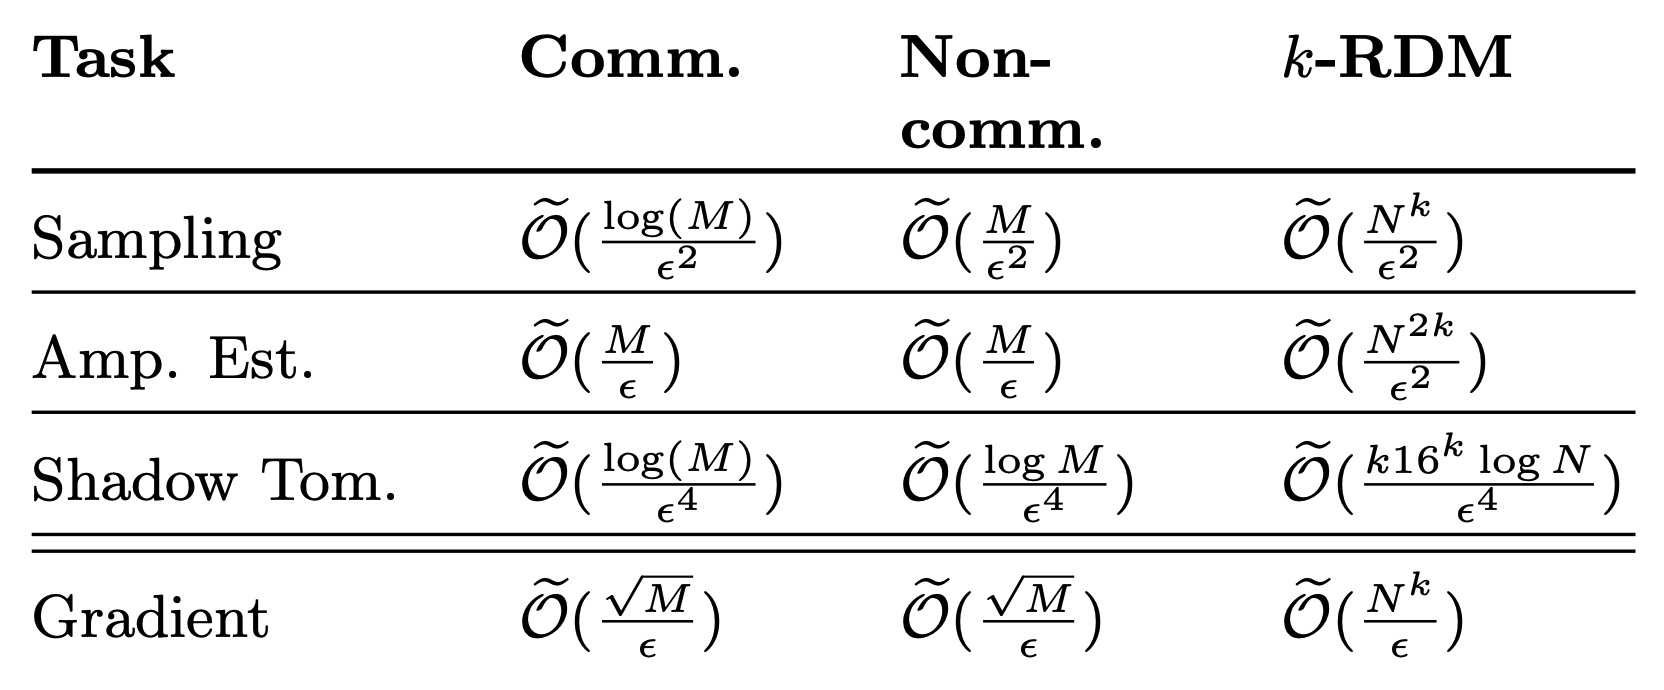 Task Comm. Non-comm. k-RDM
Sampling $\widetilde{\mathcal{O}}(\frac{\log(M)}{\epsilon^2})$ $\widetilde{\mathcal{O}}(\frac{M}{\epsilon^2})$ $\widetilde{\mathcal{O}}(\frac{N^k}{\epsilon^2})$
Amp. Est. $\widetilde{\mathcal{O}}(\frac{M}{\epsilon})$ $\widetilde{\mathcal{O}}(\frac{M}{\epsilon})$ $\widetilde{\mathcal{O}}(\frac{N^{2k}}{\epsilon^2})$
Shadow Tom. $\widetilde{\mathcal{O}}(\frac{\log(M)}{\epsilon^4})$ $\widetilde{\mathcal{O}}(\frac{\log M}{\epsilon^4})$ $\widetilde{\mathcal{O}}(\frac{k16^k \log N}{\epsilon^4})$
Gradient $\widetilde{\mathcal{O}}(\frac{\sqrt{M}}{\epsilon})$ $\widetilde{\mathcal{O}}(\frac{\sqrt{M}}{\epsilon})$ $\widetilde{\mathcal{O}}(\frac{N^k}{\epsilon})$